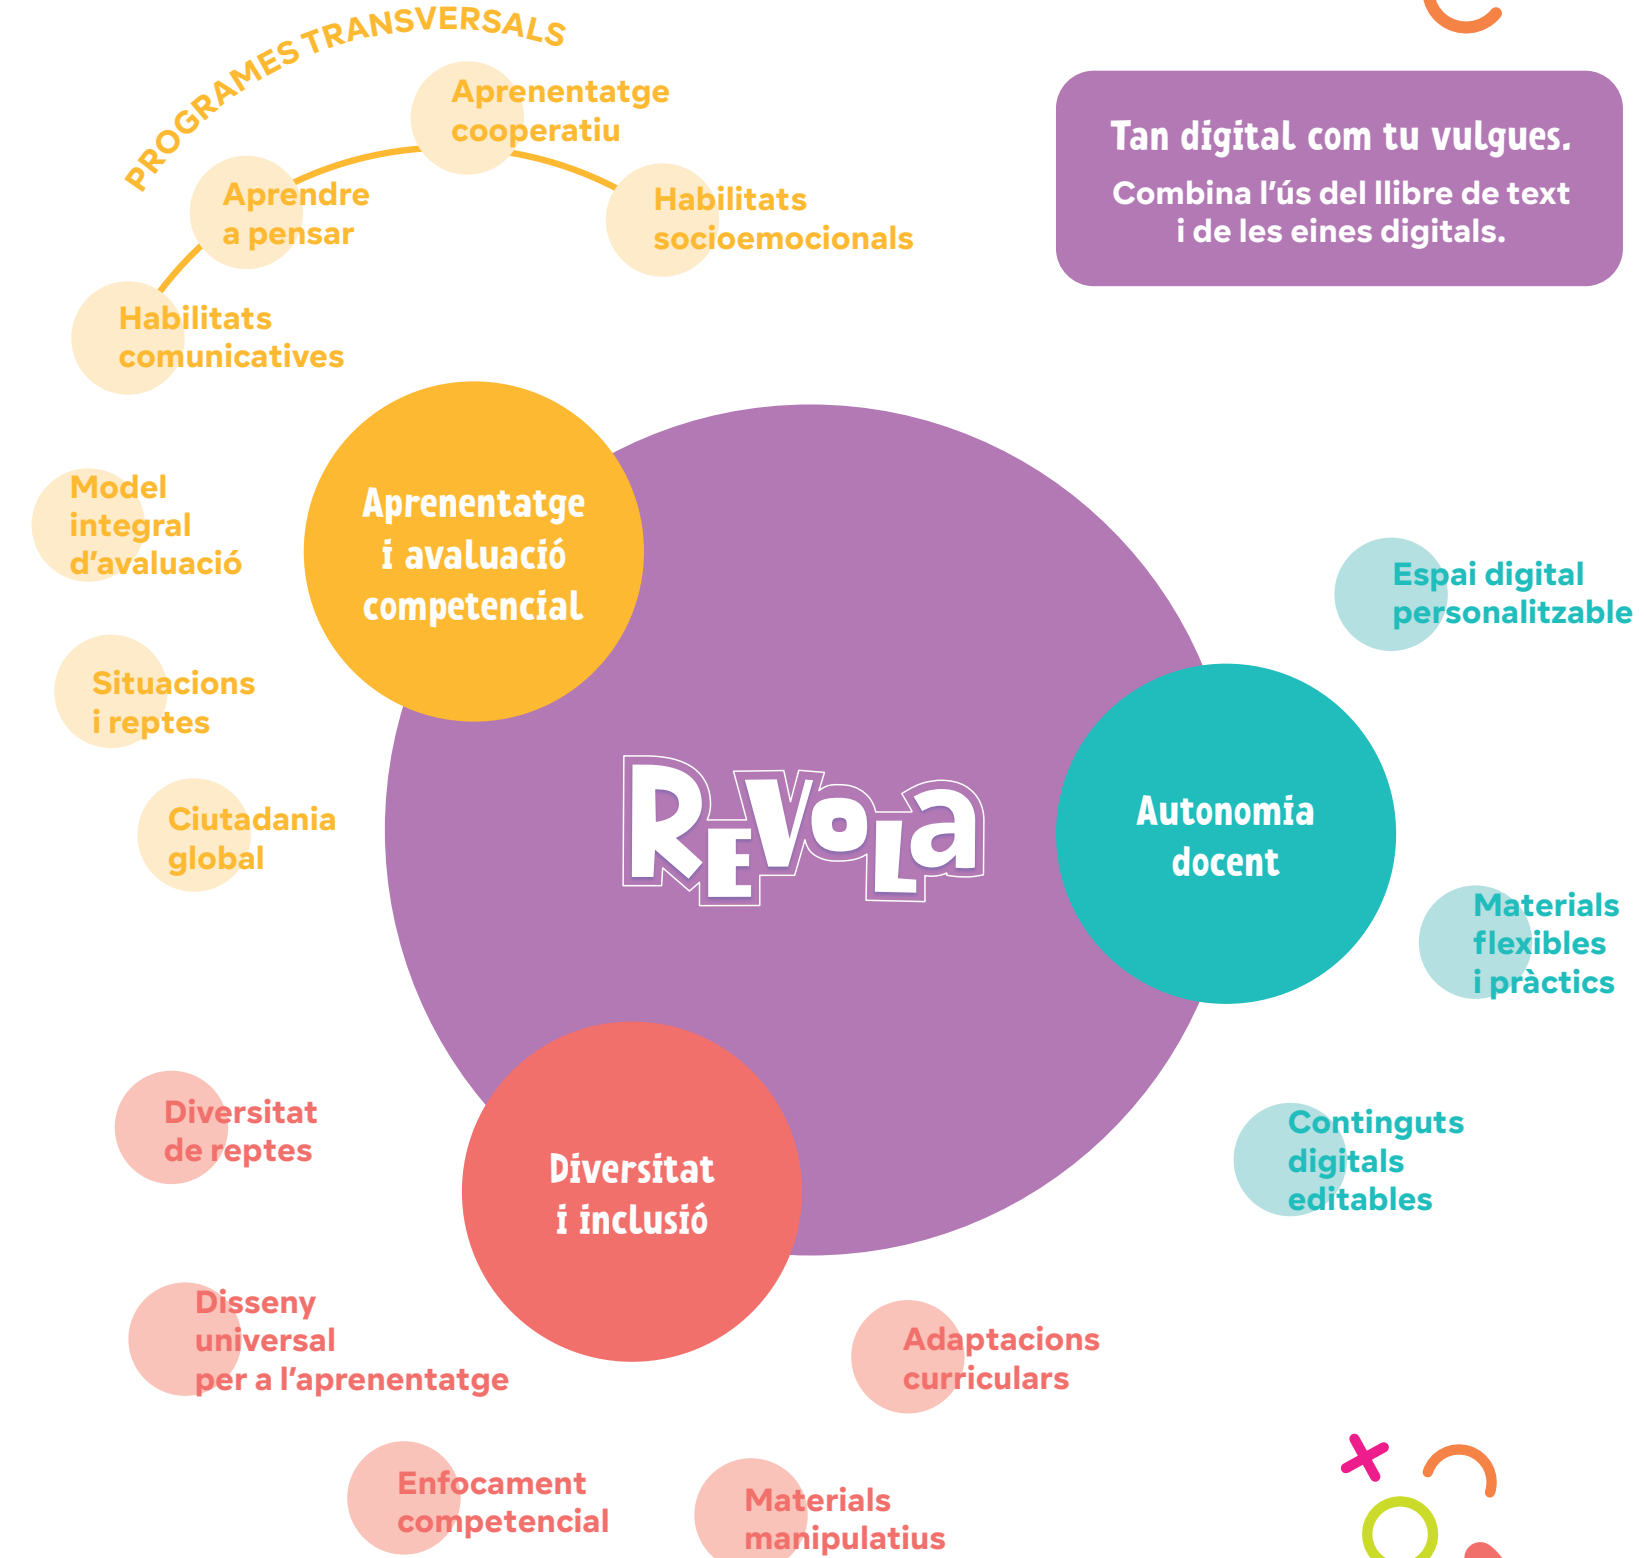 PROGRAMES TRANSVERSALS
Aprenentatge
cooperatiu
Aprendre
a pensar
Habilitats
socioemocionals
Habilitats
comunicatives
Tan digital com tu vulgues.
Combina l'ús del llibre de text
i de les eines digitals.
Aprenentatge
i avaluació
competencial
Model
integral
d'avaluació
Situacions
i reptes
Ciutadania
global
REVOLA
Autonomia
docent
Espai digital
personalitzable
Materials
flexibles
i pràctics
Continguts
digitals
editables
Diversitat
i inclusió
Diversitat
de reptes
Disseny
universal
per a l'aprenentatge
Enfocament
competencial
Materials
manipulatius
Adaptacions
curriculars